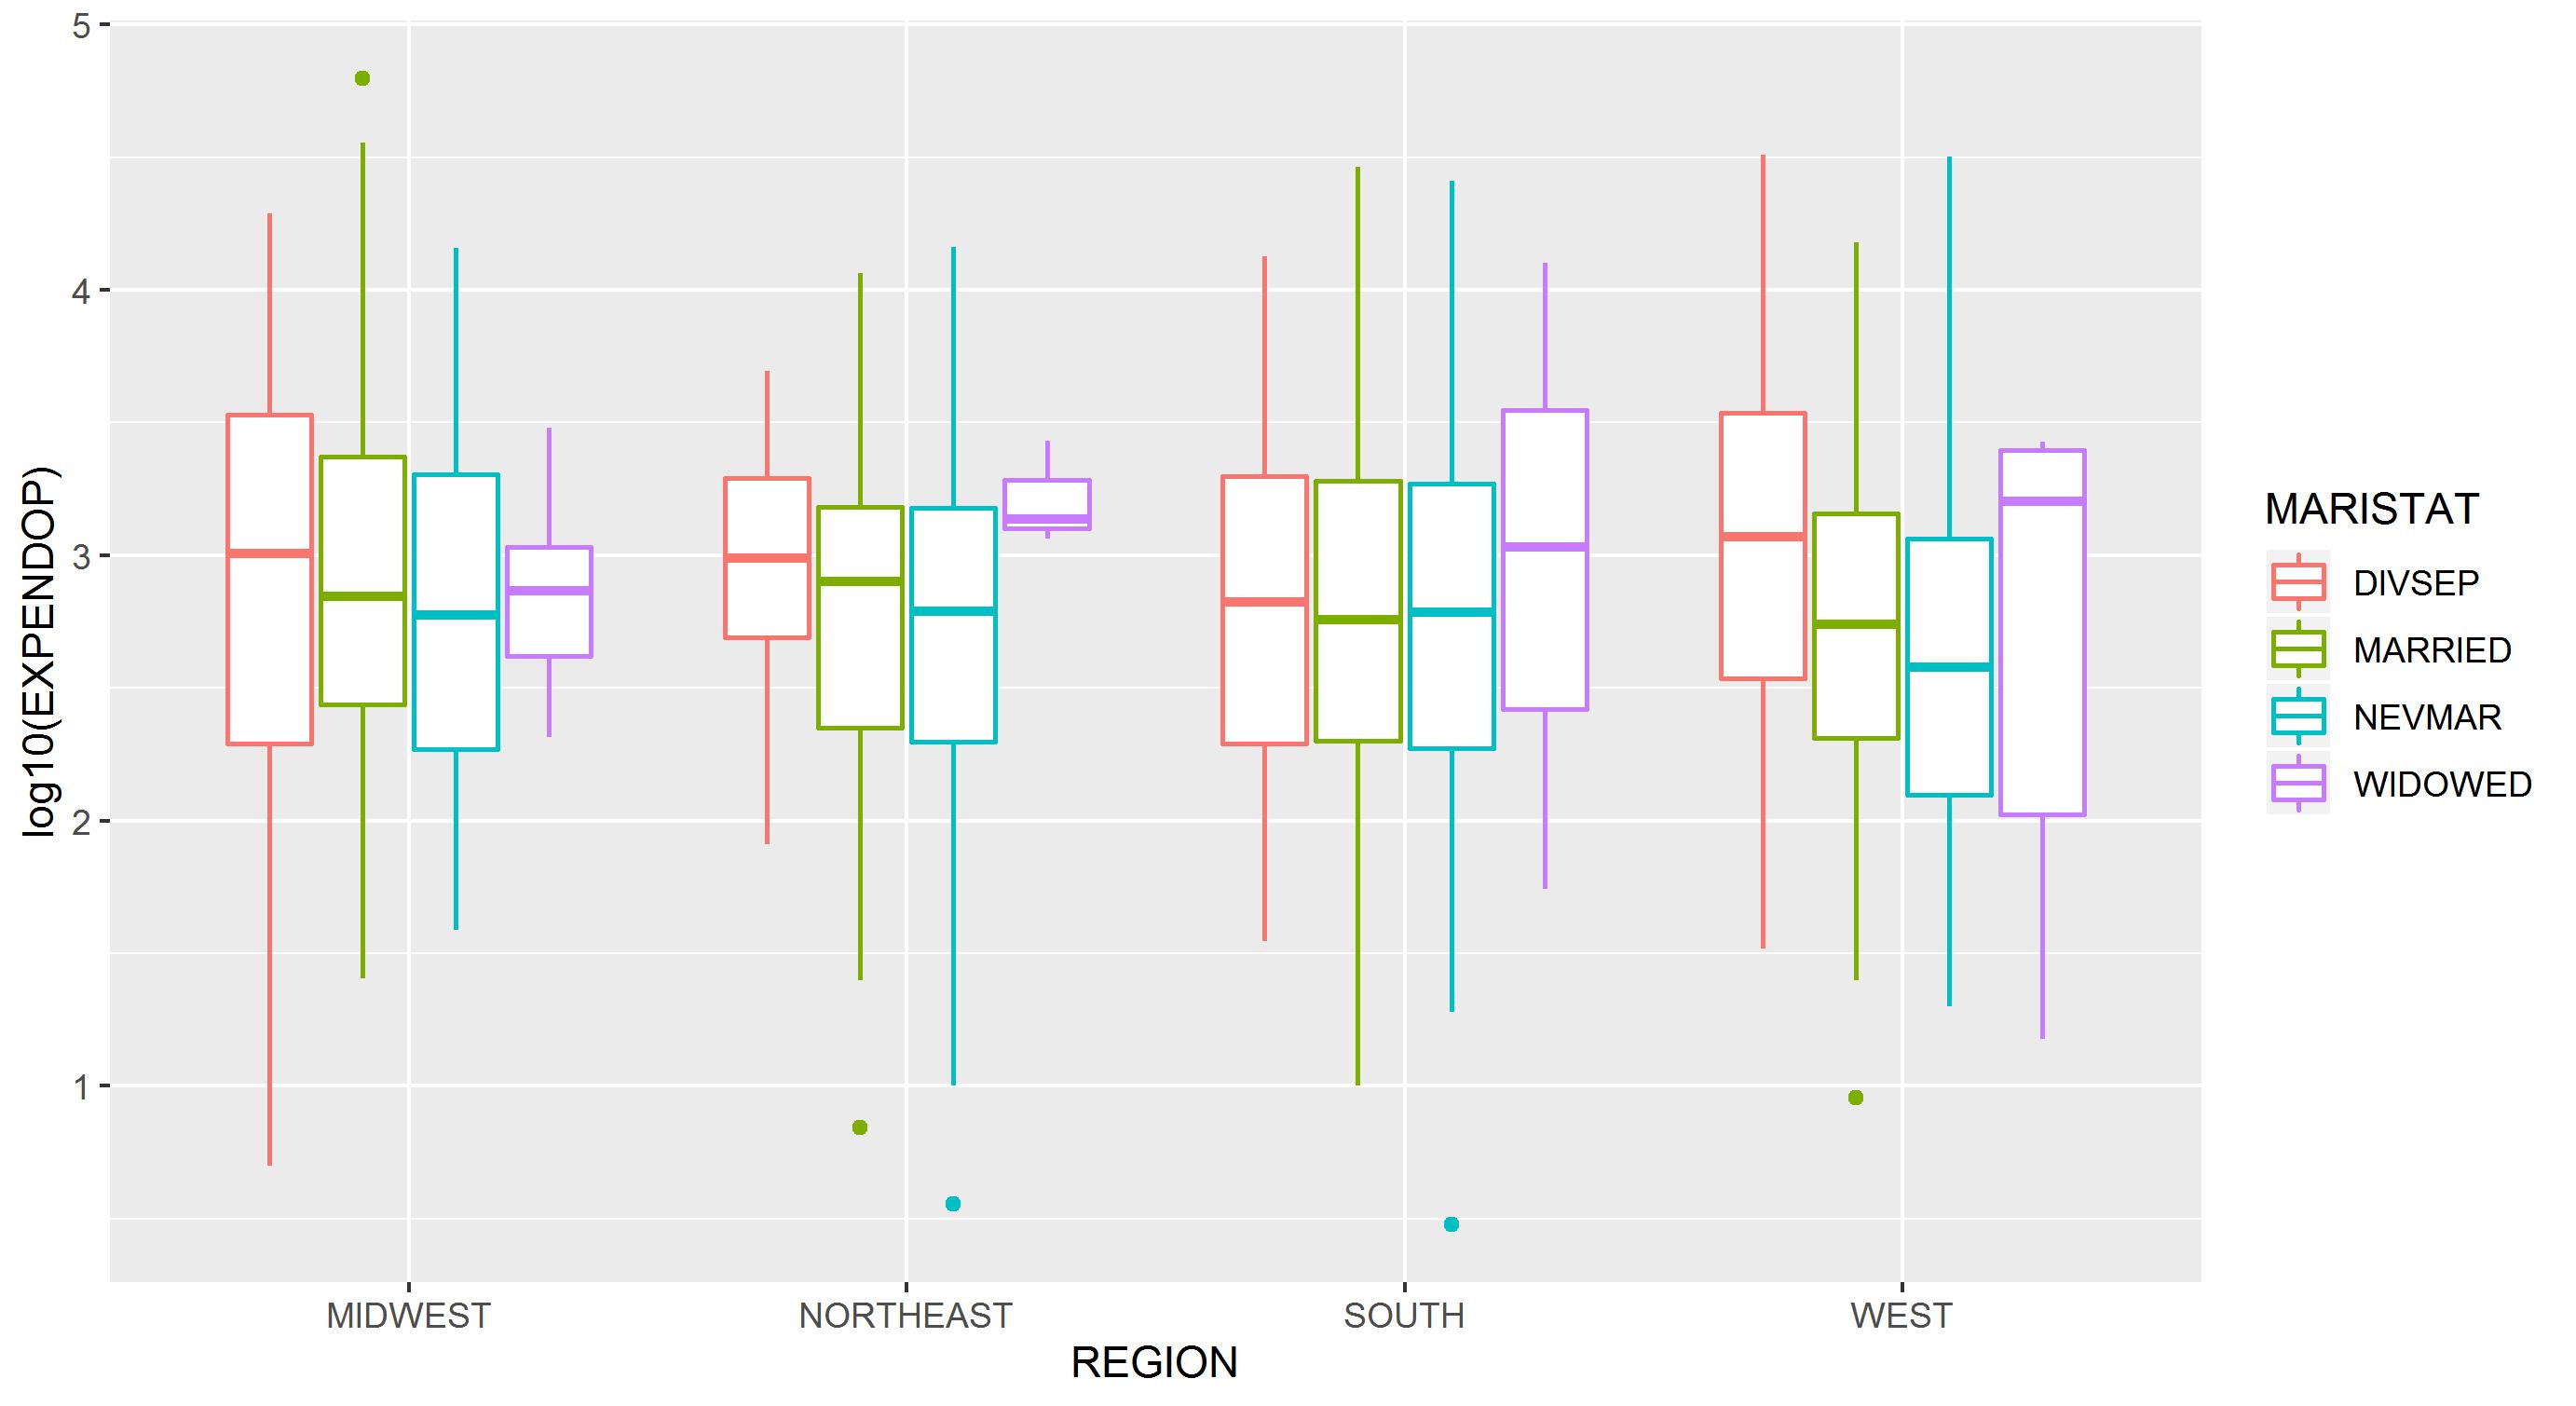 5
4
3
2
1
log10(EXPENDOP)
MIDWEST
NORTHEAST
SOUTH
WEST
REGION
MARISTAT
DIVSEP
MARRIED
NEVMAR
WIDOWED